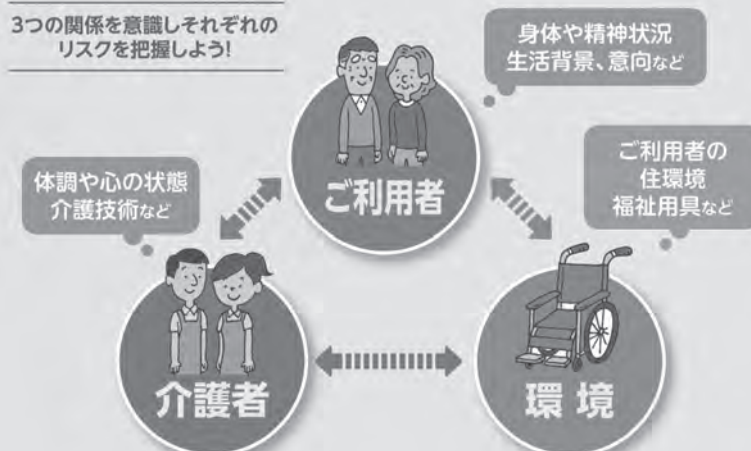 3つの関係を意識しそれぞれの
リスクを把握しよう!
身体や精神状況
生活背景、意向など
ご利用者
体調や心の状態
介護技術など
ご利用者の
住環境
福祉用具など
介護者
環境